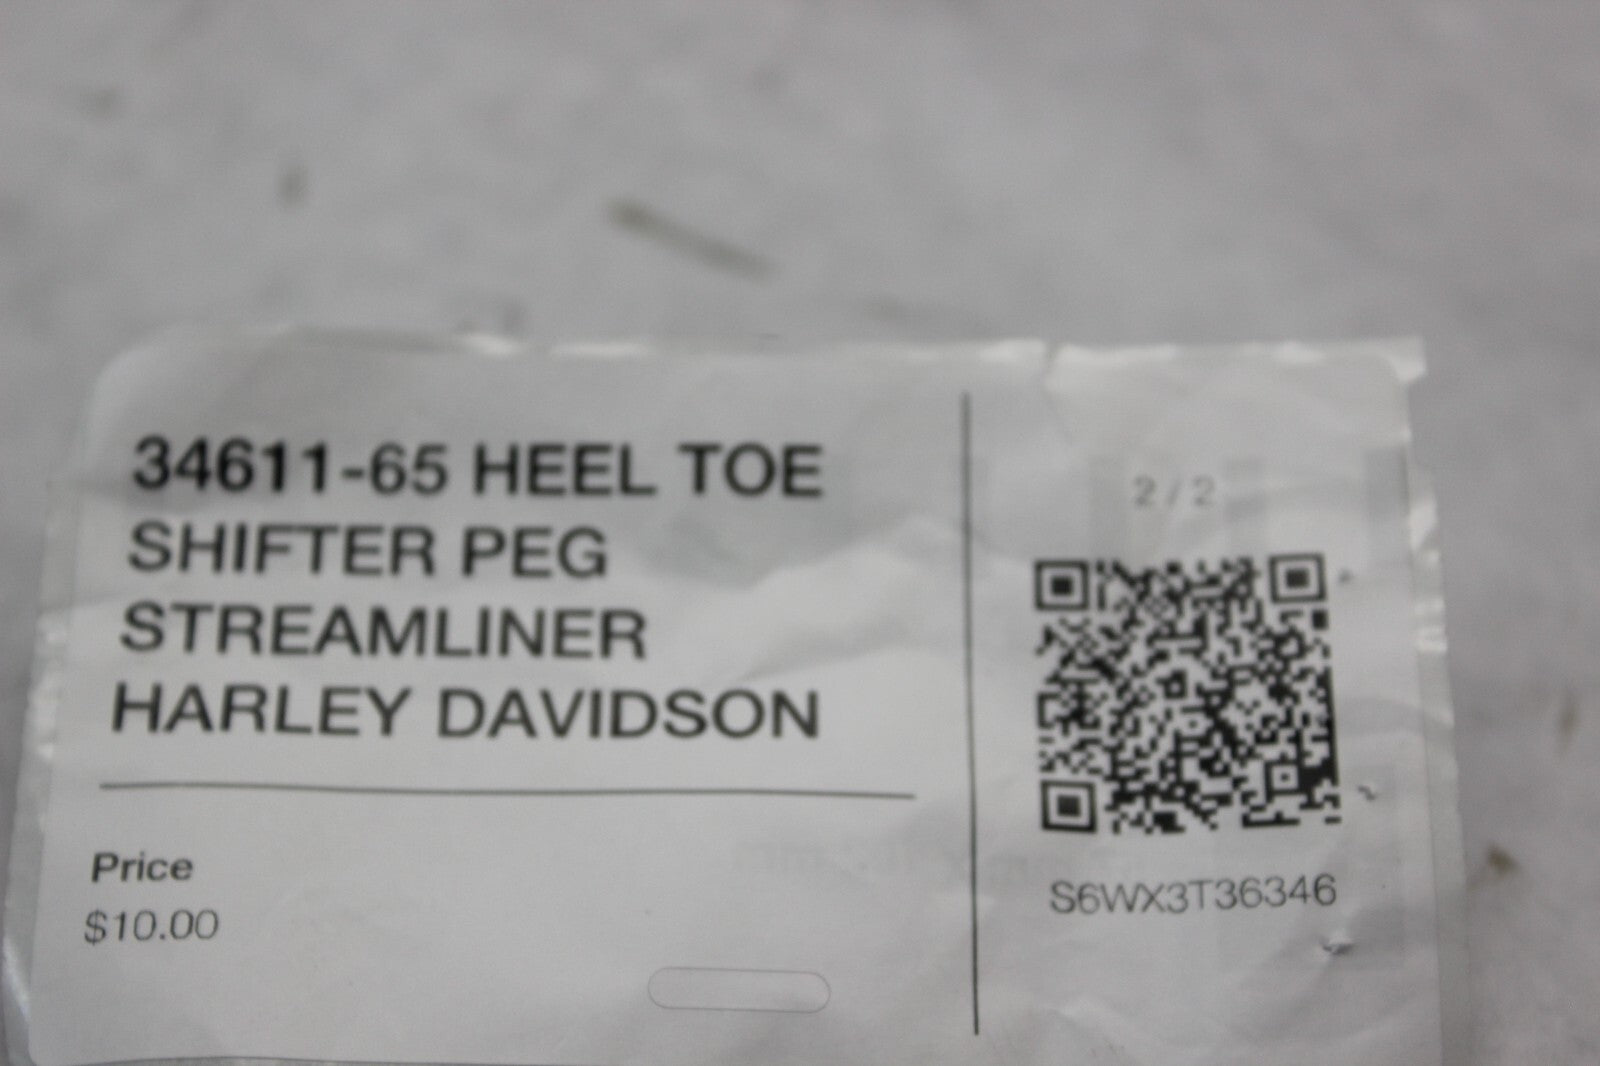 34611-65 HEEL TOE
SHIFTER PEG
STREAMLINER
HARLEY DAVIDSON
Price
$10.00
2 / 2
S6WX3T36346